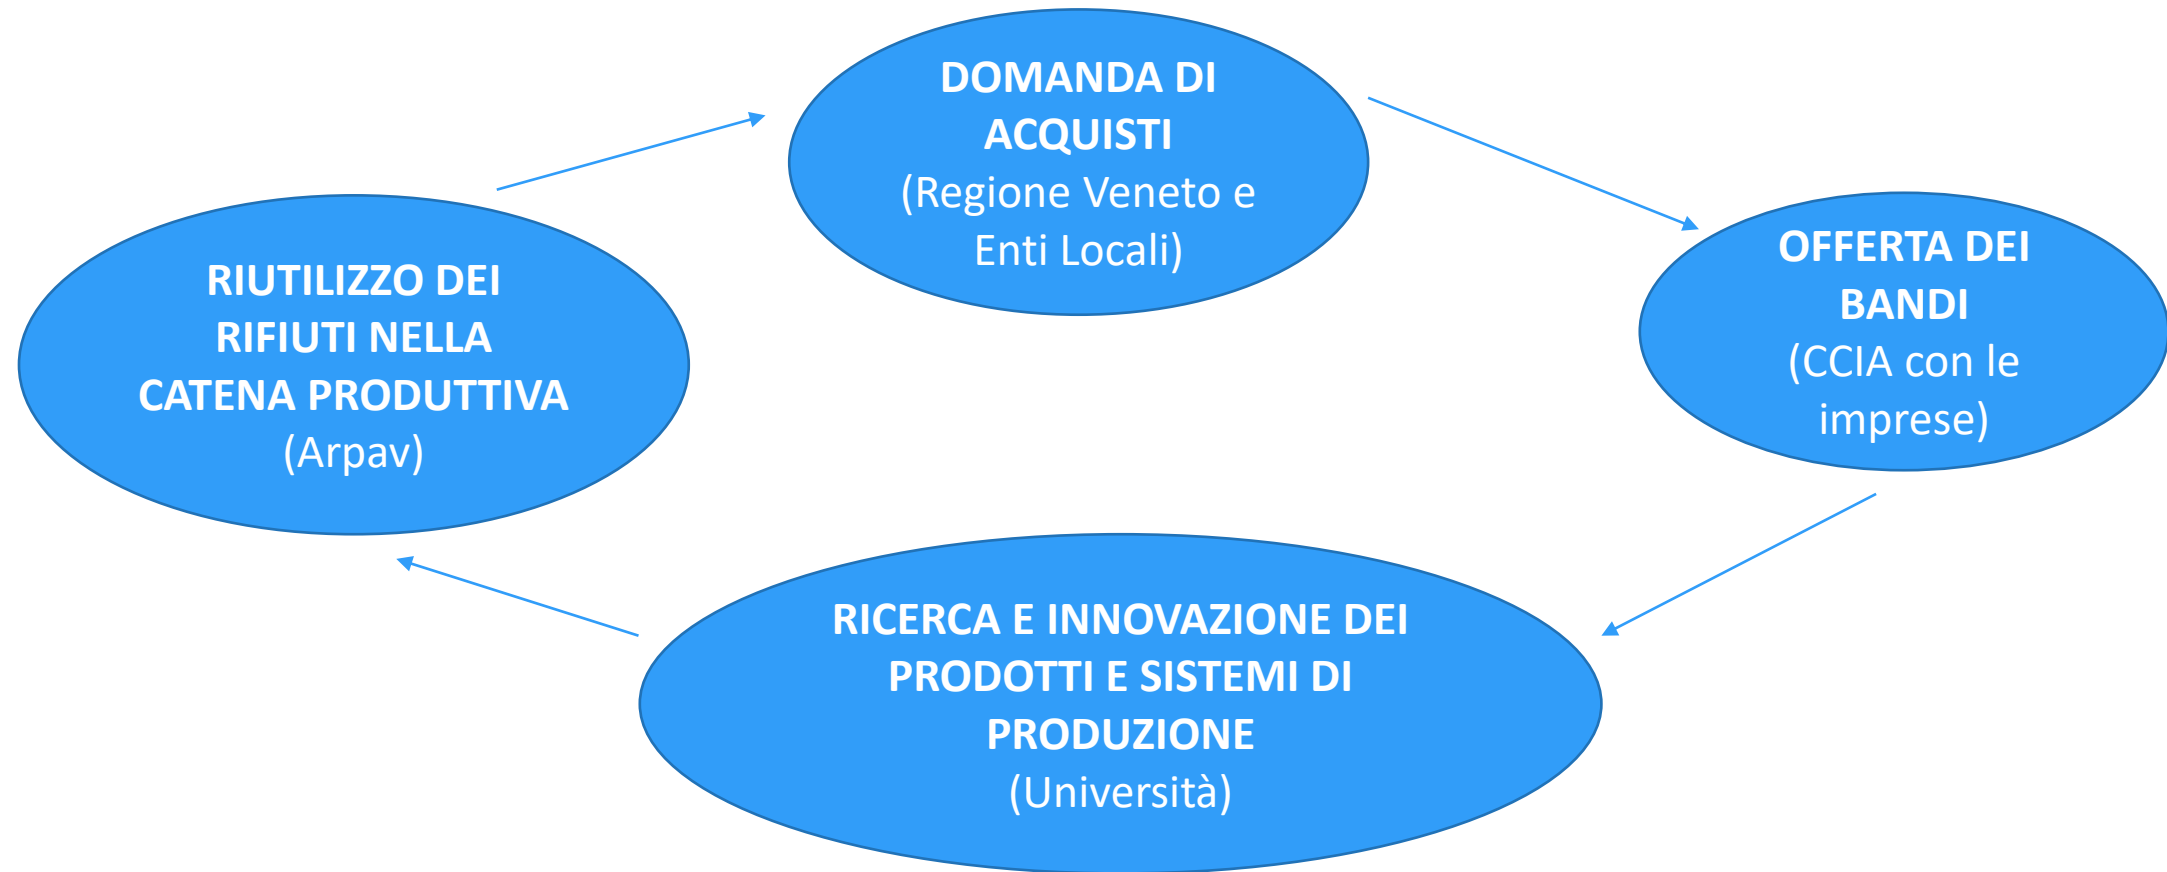 DOMANDA DI
ACQUISTI
(Regione Veneto e
Enti Locali)
OFFERTA DEI
BANDI
(CCIA con le
imprese)
RIUTILIZZO DEI
RIFIUTI NELLA
CATENA PRODUTTIVA
(Arpav)
RICERCA E INNOVAZIONE DEI
PRODOTTI E SISTEMI DI
PRODUZIONE
(Università)